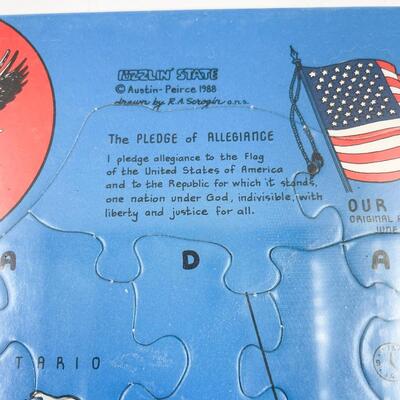 PUZZLIN' STATE
© Austin-Peirce 1988
drawn by R.A. Scrogin o.n.s.
The PLEDGE of ALLEGIANCE
I pledge allegiance to the Flag
of the United States of America
and to the Republic for which it stands,
one nation under God, indivisible, with
liberty and justice for all.
OUR
ORIGINAL
A D A
TARIO